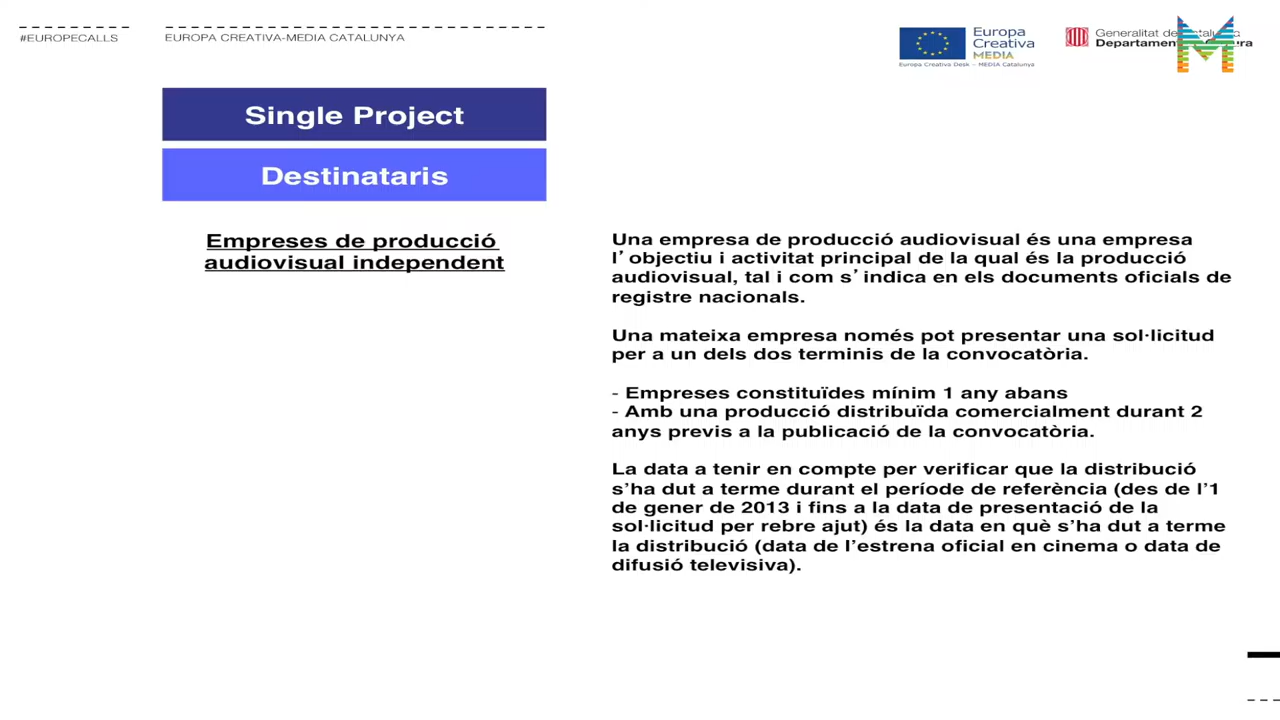 #EUROPECALLS
EUROPA CREATIVA-MEDIA CATALUNYA
Europa
Creativa
MEDIA
Europa Creativa Desk – MEDIA Catalunya
Generalitat de
Single Project
Destinataris
Empreses de producció
audiovisual independent
Una empresa de producció audiovisual és una empresa
l’objectiu i activitat principal de la qual és la producció
audiovisual, tal i com s’indica en els documents oficials de
registre nacionals.
Una mateixa empresa només pot presentar una sol·licitud
per a un dels dos terminis de la convocatòria.
- Empreses constituïdes mínim 1 any abans
- Amb una producció distribuïda comercialment durant 2
anys previs a la publicació de la convocatòria.
La data a tenir en compte per verificar que la distribució
s’ha dut a terme durant el període de referència (des de l’1
de gener de 2013 i fins a la data de presentació de la
sol·licitud per rebre ajut) és la data en què s’ha dut a terme
la distribució (data de l’estrena oficial en cinema o data de
difusió televisiva).